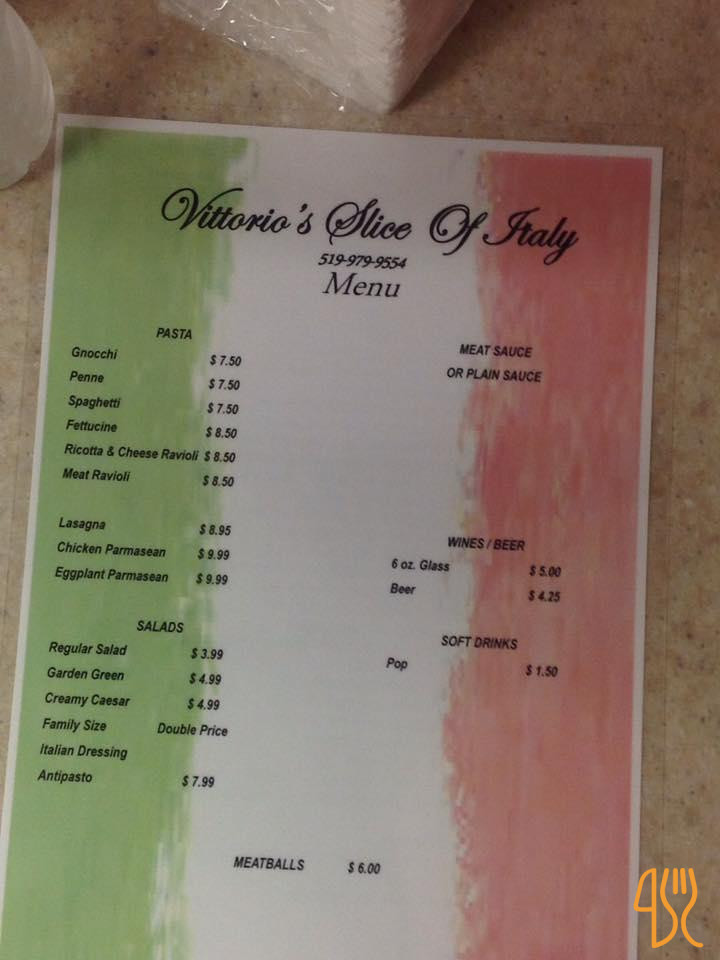 Vittorio's Slice Of Italy
519-979-9554
Menu
PASTA
Gnocchi $ 7.50
Penne $ 7.50
Spaghetti $ 7.50
Fettucine $ 8.50
Ricotta & Cheese Ravioli $ 8.50
Meat Ravioli $ 8.50
Lasagna $ 8.95
Chicken Parmasean $ 9.99
Eggplant Parmasean $ 9.99
SALADS
Regular Salad $ 3.99
Garden Green $ 4.99
Creamy Caesar $ 4.99
Family Size Double Price
Italian Dressing
Antipasto $ 7.99
MEAT SAUCE
OR PLAIN SAUCE
WINES / BEER
6 oz. Glass $ 5.00
Beer $ 4.25
SOFT DRINKS
Pop $ 1.50
MEATBALLS $ 6.00